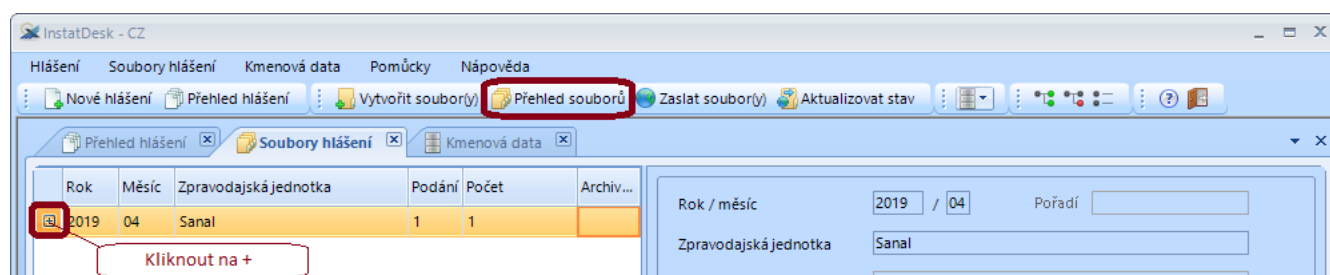 InstatDesk - CZ
Hlášení Soubory hlášení Kmenová data Pomůcky Nápověda
Nové hlášení Přehled hlášení Vytvořit soubor(y) Přehled souborů Zaslat soubor(y) Aktualizovat stav
Přehled hlášení Soubory hlášení Kmenová data
Rok Měsíc Zpravodajská jednotka Podání Počet Archiv...
2019 04 Sanal 1 1
Kliknout na +
Rok / měsíc 2019 / 04 Pořadí
Zpravodajská jednotka Sanal